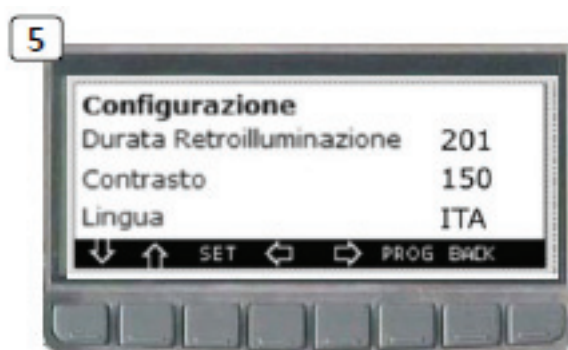 5
Configurazione
Durata Retroilluminazione 201
Contrasto 150
Lingua ITA
SET PROG BACK